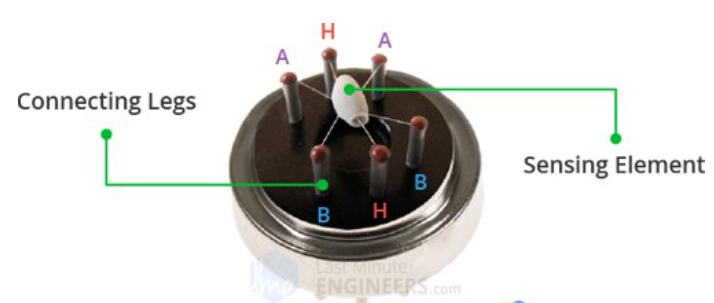 H
A
A
Connecting Legs
Sensing Element
B
B
H
Last Minute
ENGINEERS.com